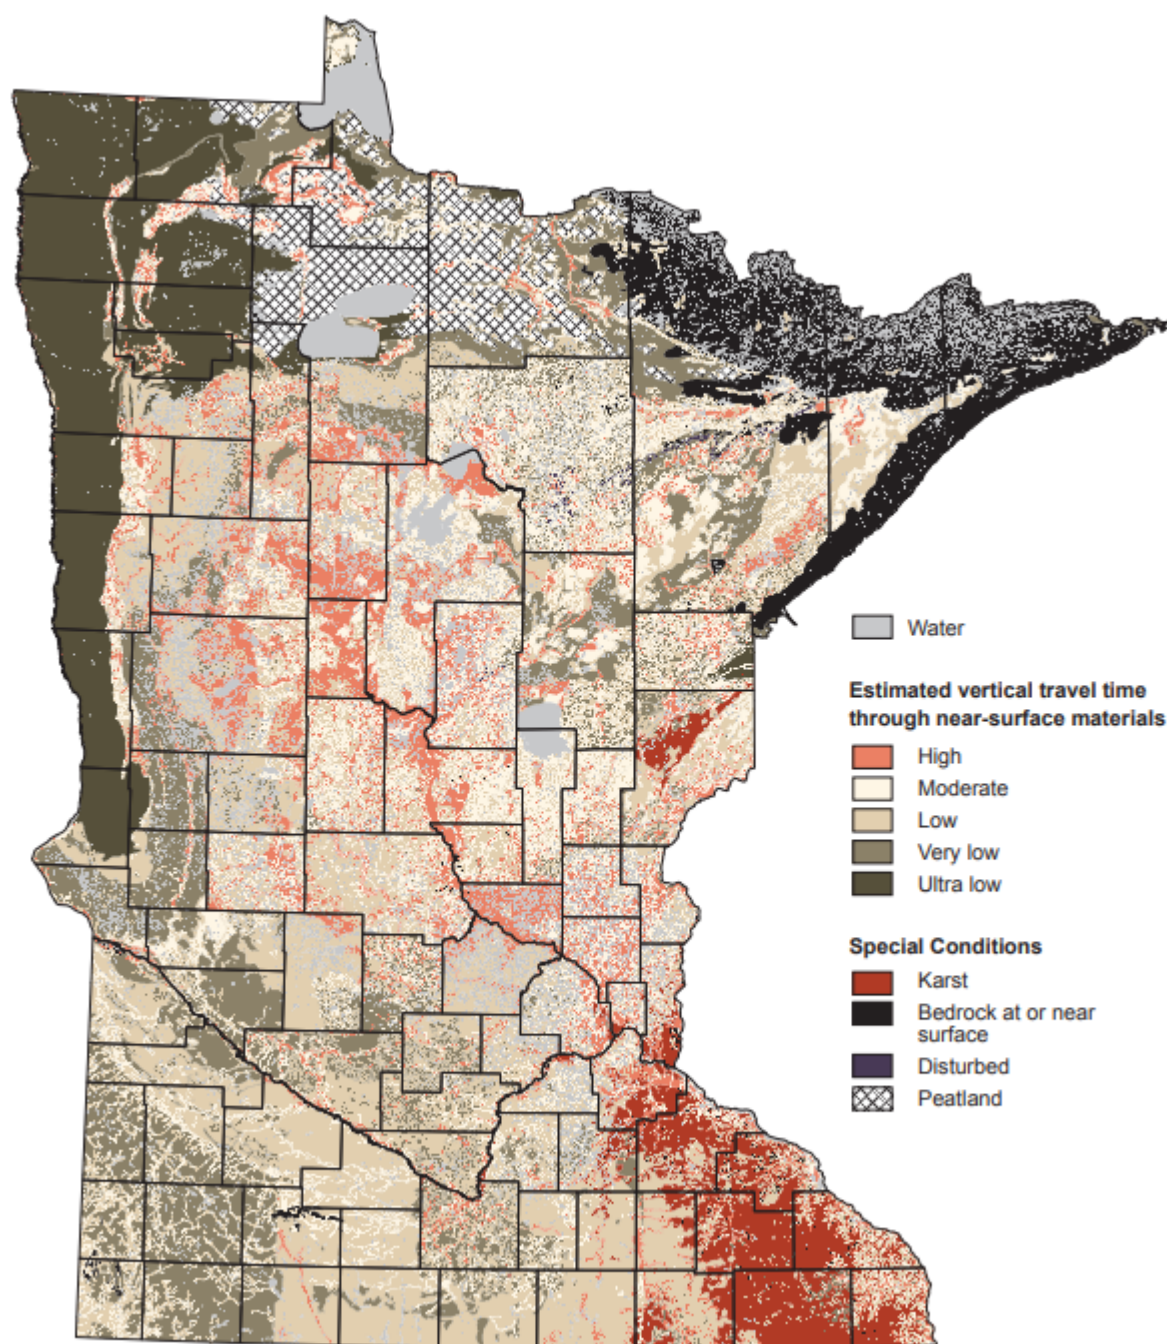 Water
Estimated vertical travel time
through near-surface materials
High
Moderate
Low
Very low
Ultra low
Special Conditions
Karst
Bedrock at or near
surface
Disturbed
Peatland